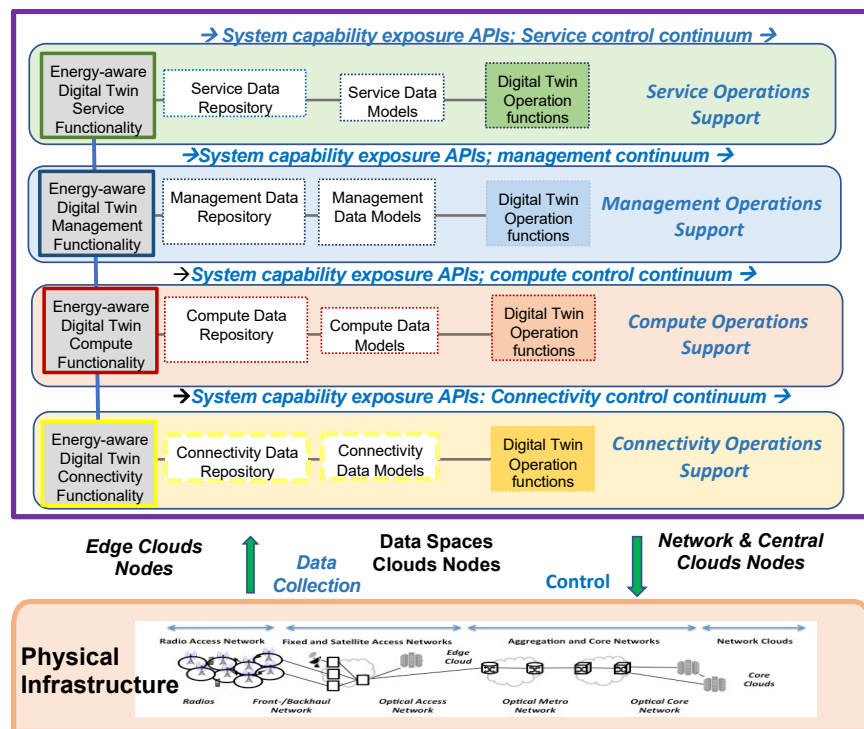 → System capability exposure APIs; Service control continuum →
Energy-aware
Digital Twin
Service
Functionality
Service Data
Repository
Service Data
Models
Digital Twin
Operation
functions
Service Operations
Support
→System capability exposure APIs; management continuum →
Energy-aware
Digital Twin
Management
Functionality
Management Data
Repository
Management
Data Models
Digital Twin
Operation
functions
Management Operations
Support
→System capability exposure APIs; compute control continuum →
Energy-aware
Digital Twin
Compute
Functionality
Compute Data
Repository
Compute Data
Models
Digital Twin
Operation
functions
Compute Operations
Support
→System capability exposure APIs: Connectivity control continuum →
Energy-aware
Digital Twin
Connectivity
Functionality
Connectivity Data
Repository
Connectivity
Data Models
Digital Twin
Operation
functions
Connectivity Operations
Support
Edge Clouds
Nodes
Data
Collection
Data Spaces
Clouds Nodes
Control
Network & Central
Clouds Nodes
Physical
Infrastructure
Radio Access Network
Fixed and Satellite Access Networks
Aggregation and Core Networks
Network Clouds
Edge
Cloud
Core
Clouds
Radios
Front-/Backhaul
Network
Optical Access
Network
Optical Metro
Network
Optical Core
Network